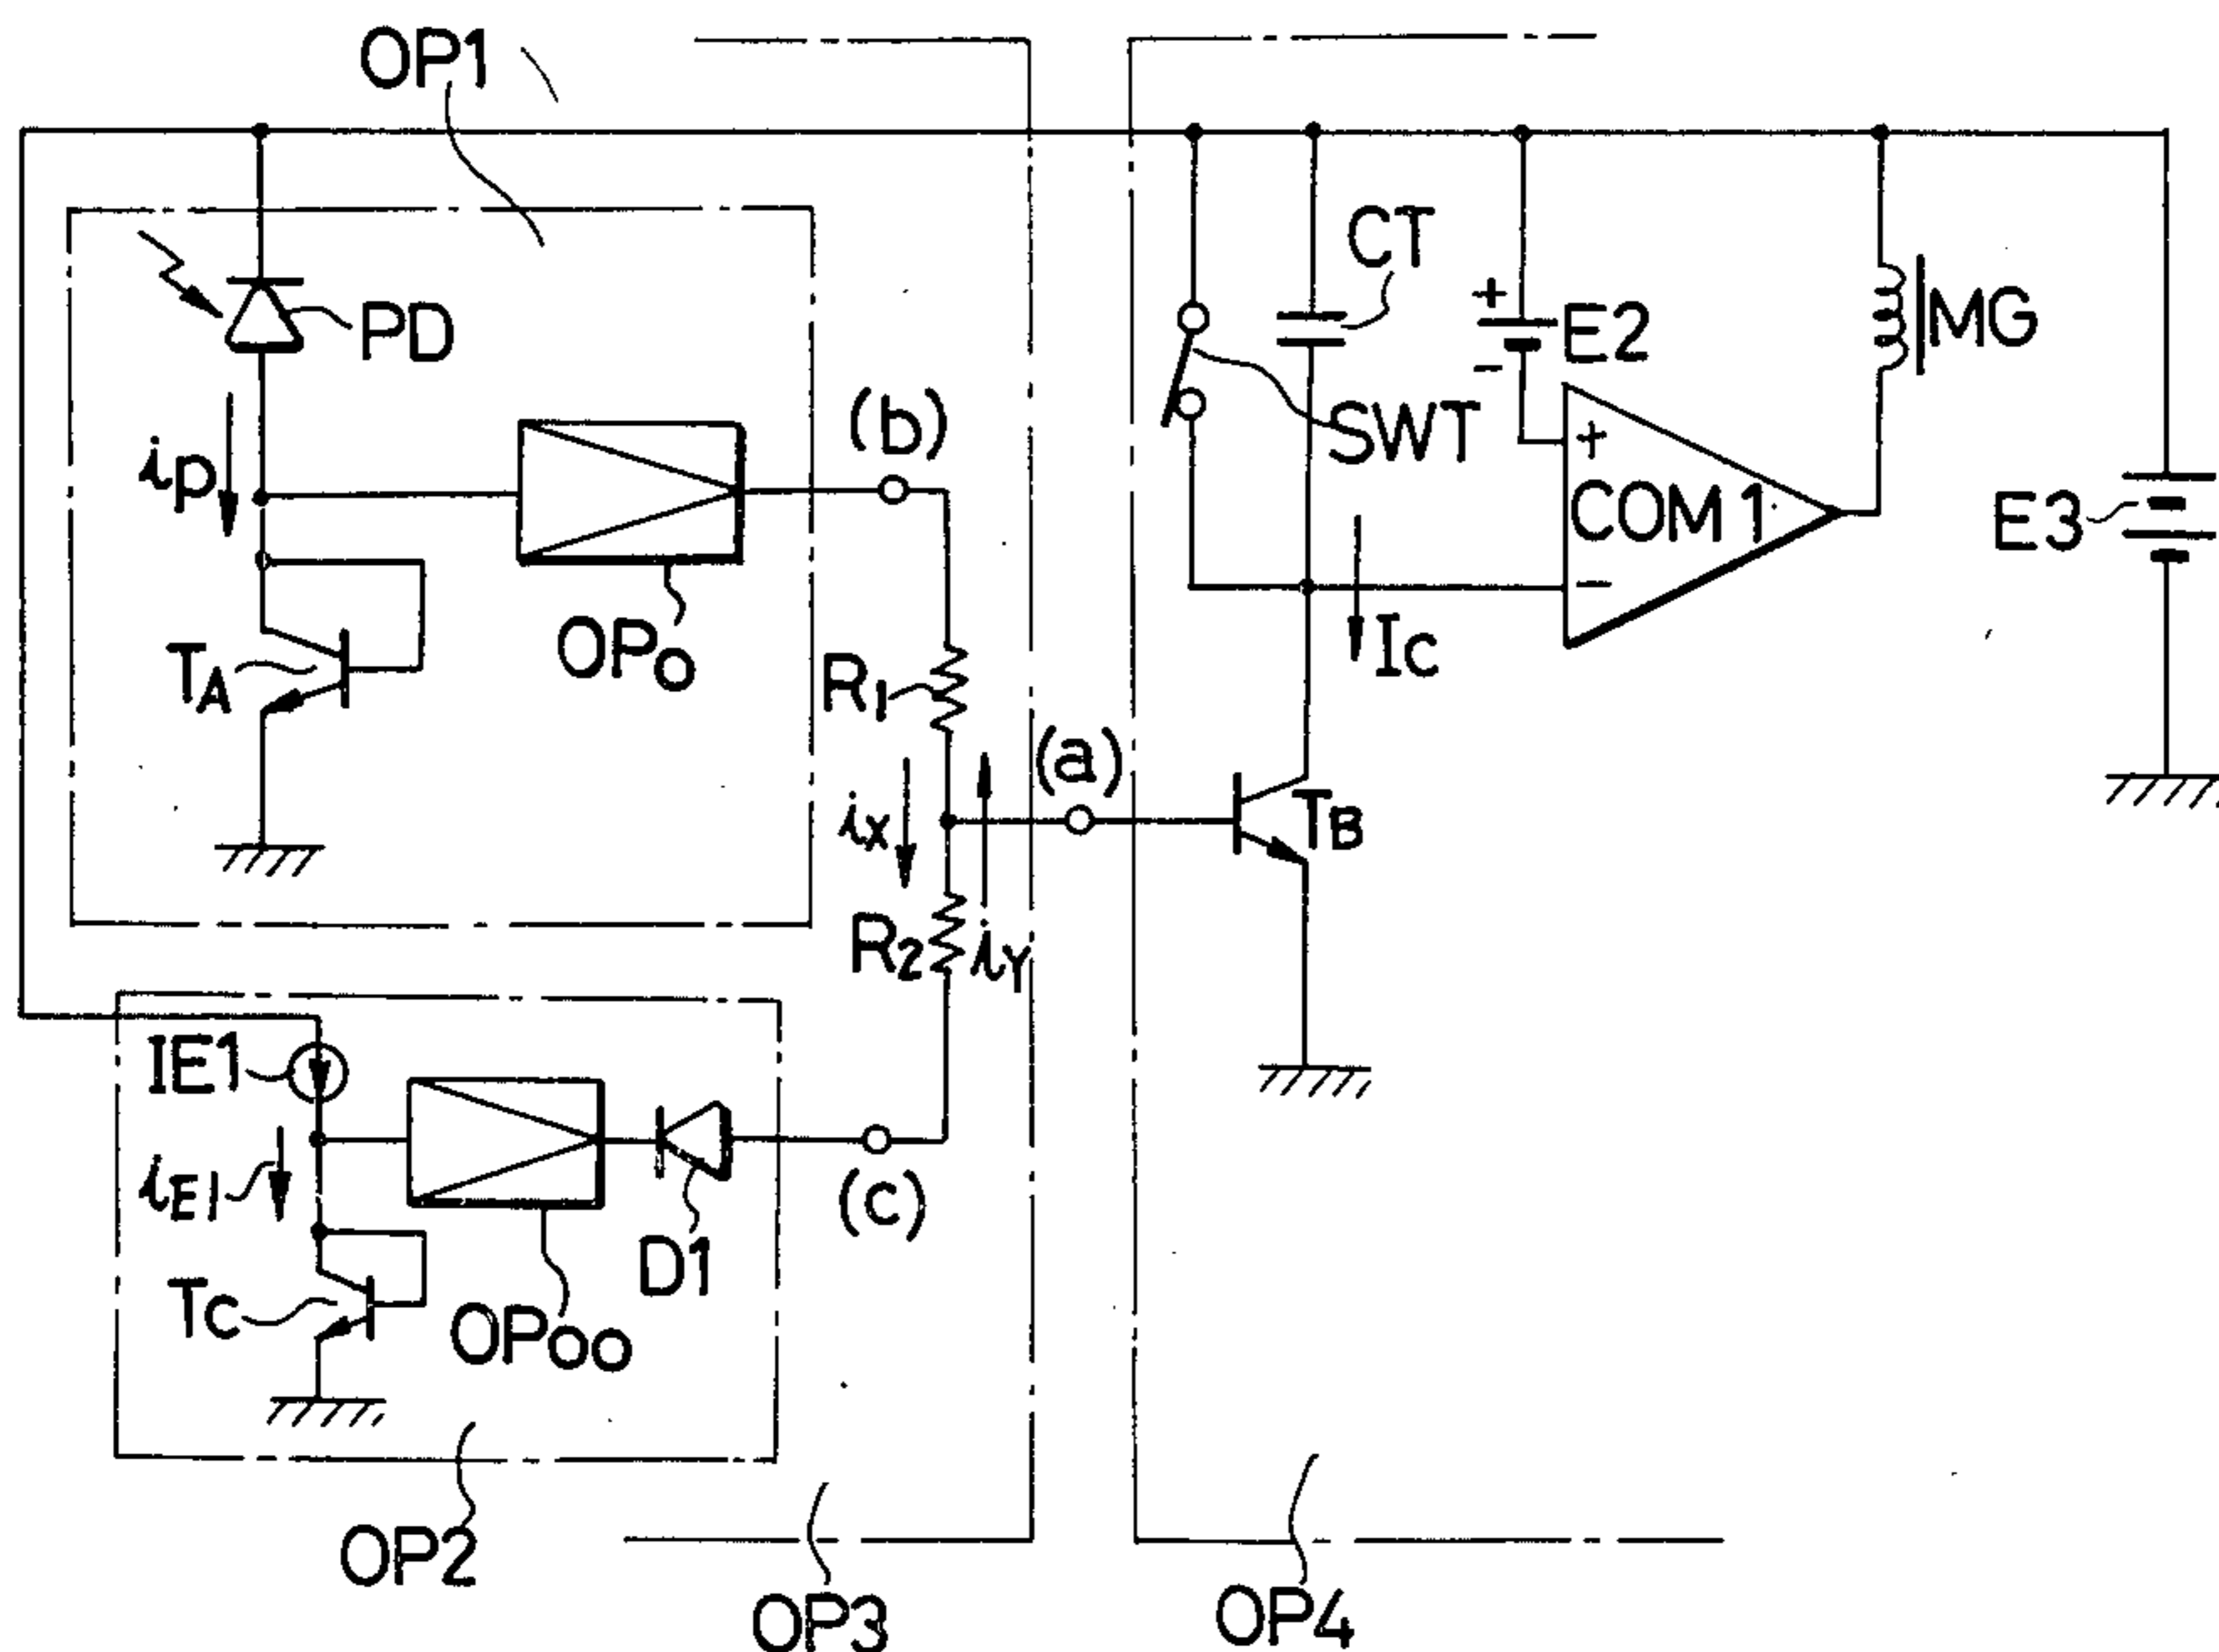 OP1
PD
iP
TA
OPO
(b)
R1
iX
(a)
R2
iY
IE1
iE1
TC
OPOO
D1
(c)
OP2
OP3
CT
SWT
+
E2
-
+
COM1
-
MG
E3
IC
TB
OP4